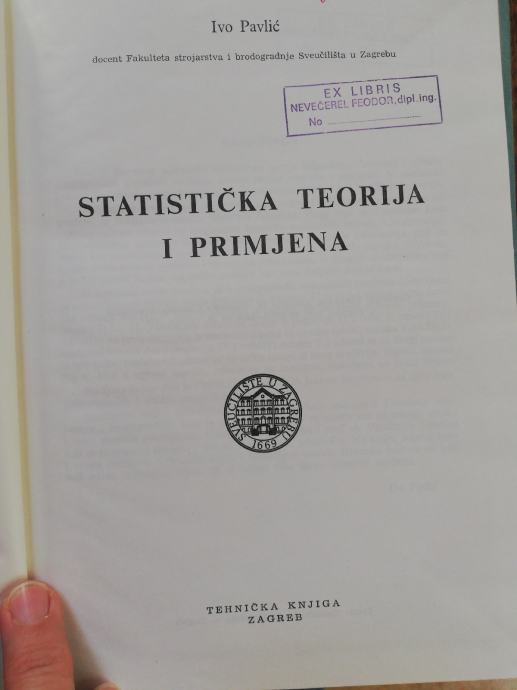 Ivo Pavlić
docent Fakulteta strojarstva i brodogradnje Sveučilišta u Zagrebu
EX LIBRIS
NEVEČEREL FEODOR, dipl. ing.
No
STATISTIČKA TEORIJA
I PRIMJENA
SVEUČILIŠTE U ZAGREBU
1669
TEHNIČKA KNJIGA
ZAGREB